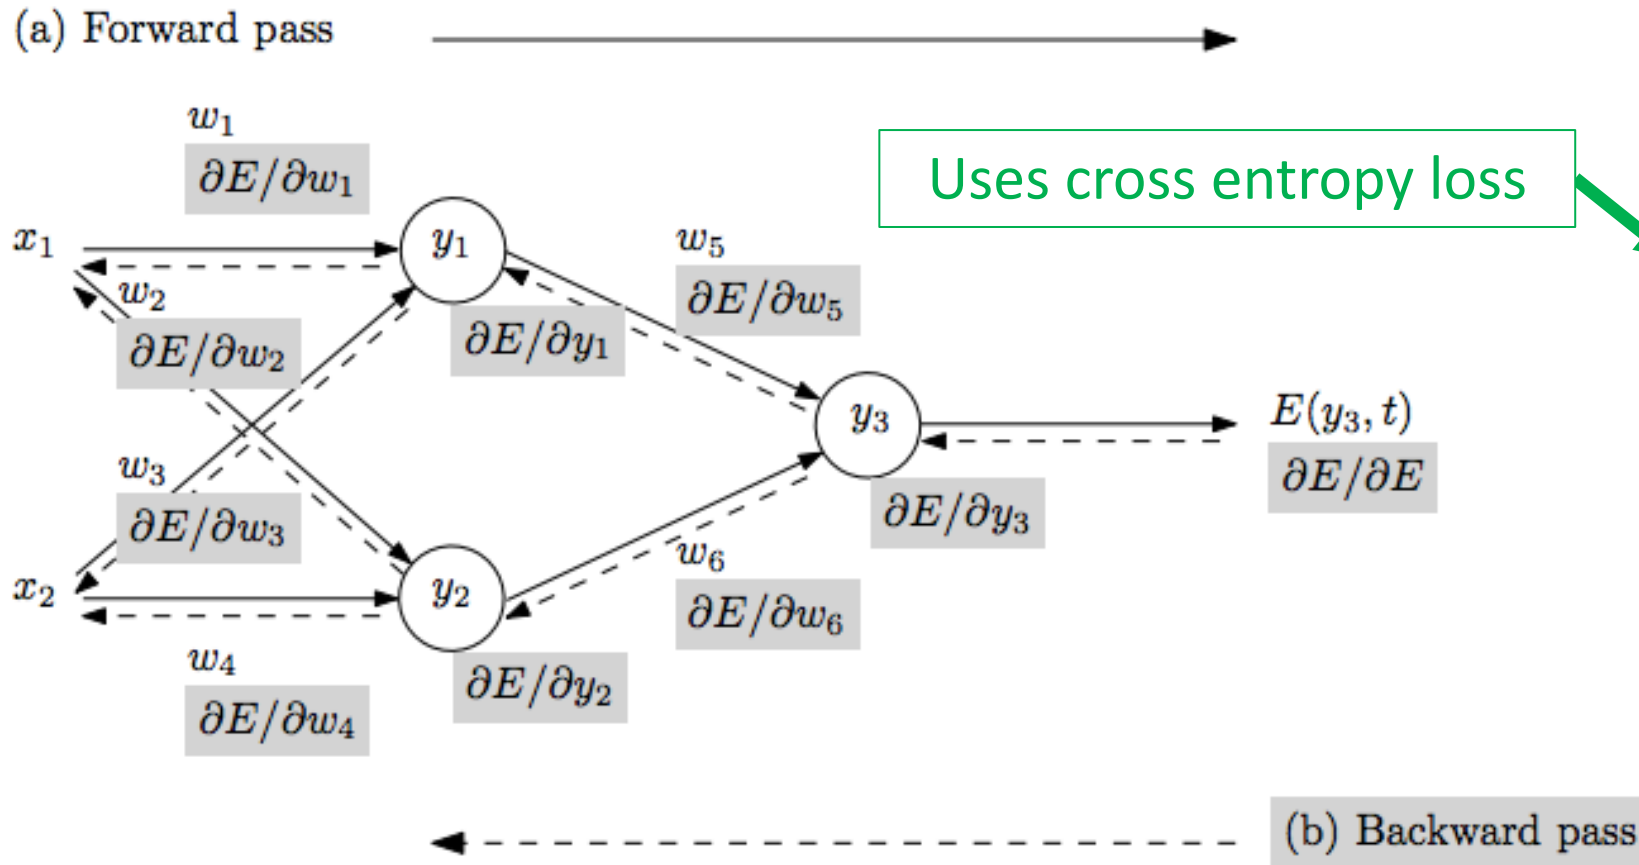 (a) Forward pass
w₁
∂E/∂w₁
Uses cross entropy loss
x₁
y₁
w₅
∂E/∂w₅
w₂
∂E/∂w₂
∂E/∂y₁
y₃
E(y₃, t)
∂E/∂E
w₃
∂E/∂w₃
∂E/∂y₃
x₂
y₂
w₆
∂E/∂w₆
w₄
∂E/∂w₄
∂E/∂y₂
(b) Backward pass